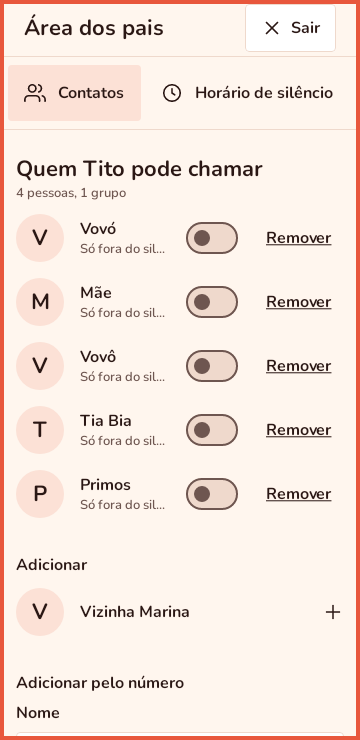 Área dos pais
Sair
Contatos
Horário de silêncio
Quem Tito pode chamar
4 pessoas, 1 grupo
V
Vovó
Só fora do sil...
Remover
M
Mãe
Só fora do sil...
Remover
V
Vovô
Só fora do sil...
Remover
T
Tia Bia
Só fora do sil...
Remover
P
Primos
Só fora do sil...
Remover
Adicionar
V
Vizinha Marina
Adicionar pelo número
Nome